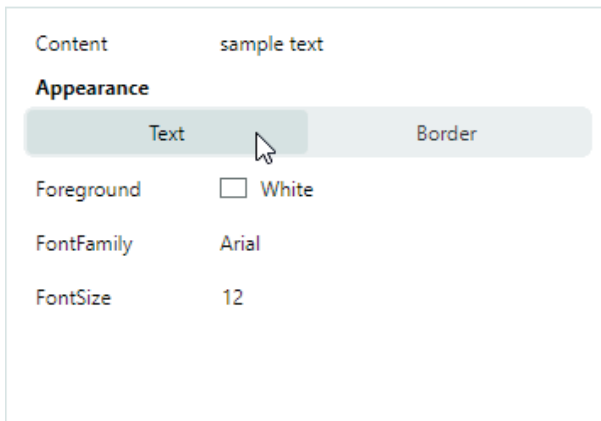 Content sample text
Appearance
Text Border
Foreground White
FontFamily Arial
FontSize 12